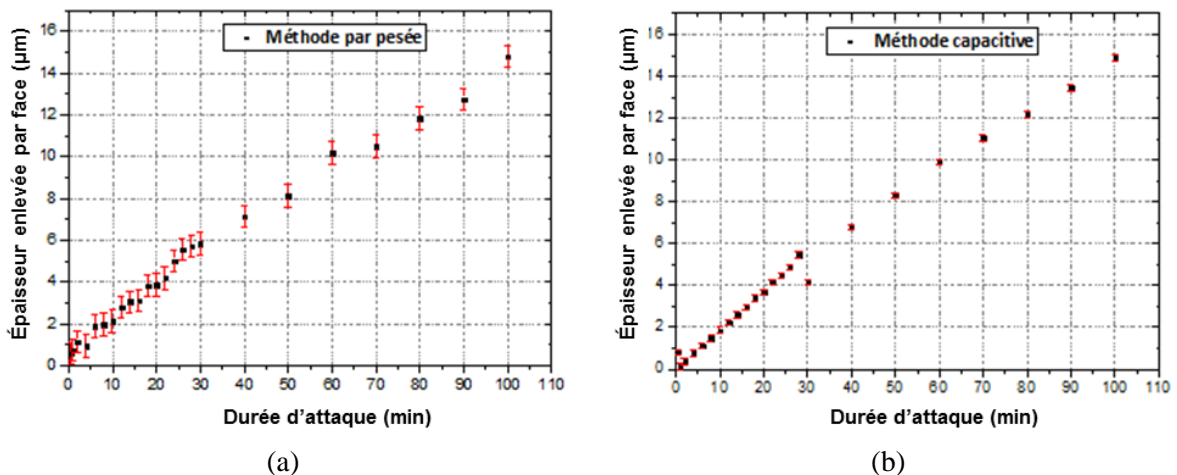 Méthode par pesée
Épaisseur enlevée par face (µm)
16
14
12
10
8
6
4
2
0
0 10 20 30 40 50 60 70 80 90 100 110
Durée d’attaque (min)
(a)
Méthode capacitive
Épaisseur enlevée par face (µm)
16
14
12
10
8
6
4
2
0
0 10 20 30 40 50 60 70 80 90 100 110
Durée d’attaque (min)
(b)